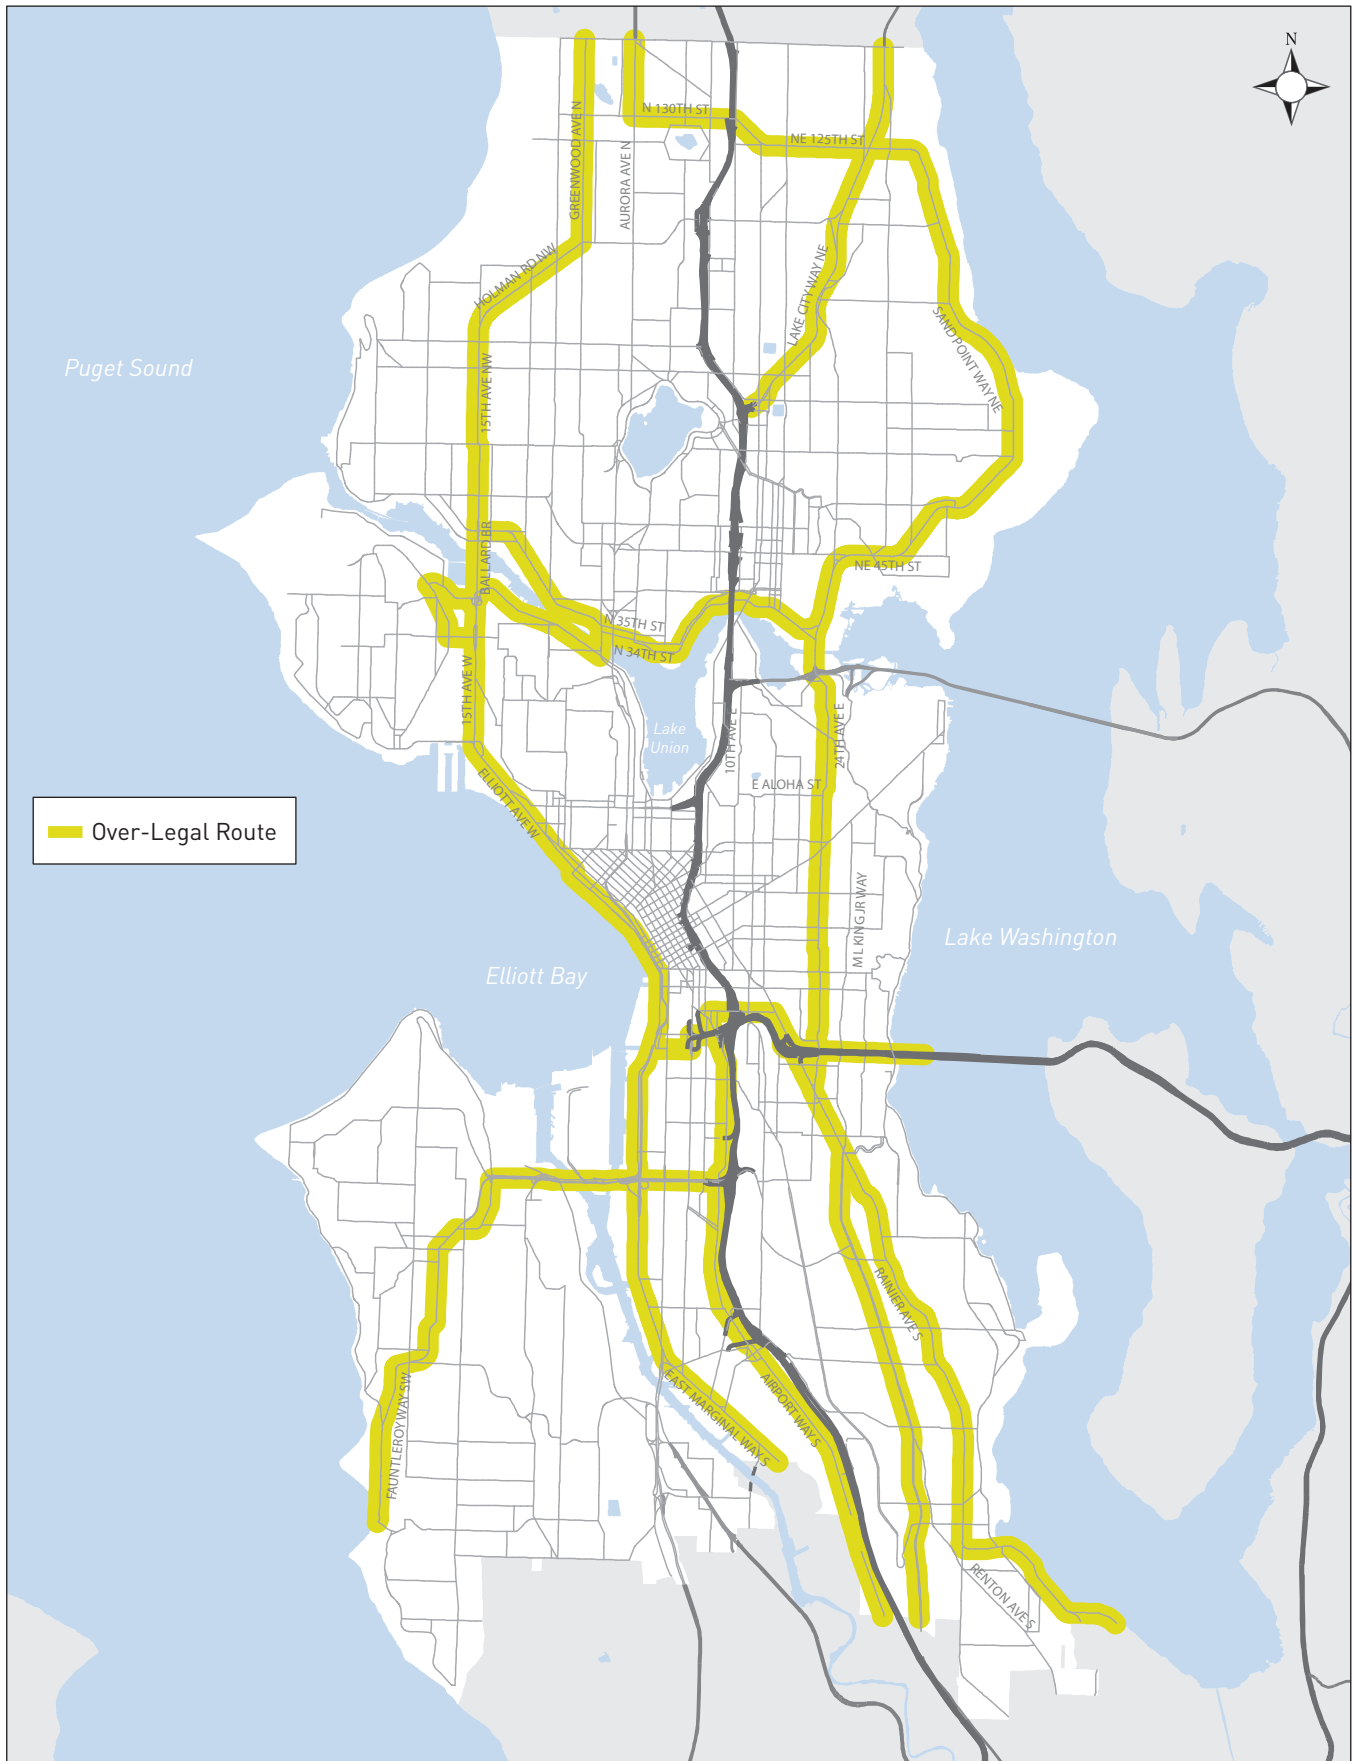 N
N 130TH ST
NE 125TH ST
GREENWOOD AVE N
AURORA AVE N
HOLMAN RD NW
LAKE CITY WAY NE
SAND POINT WAY NE
Puget Sound
15TH AVE NW
BALLARD BR
NE 45TH ST
N 35TH ST
N 34TH ST
15TH AVE W
Lake
Union
10TH AVE E
24TH AVE E
E ALOHA ST
ELLIOTT AVE W
Over-Legal Route
M L KING JR WAY
Lake Washington
Elliott Bay
RAINIER AVE S
EAST MARGINAL WAY S
AIRPORT WAY S
FAUNTLEROY WAY SW
RENTON AVE S